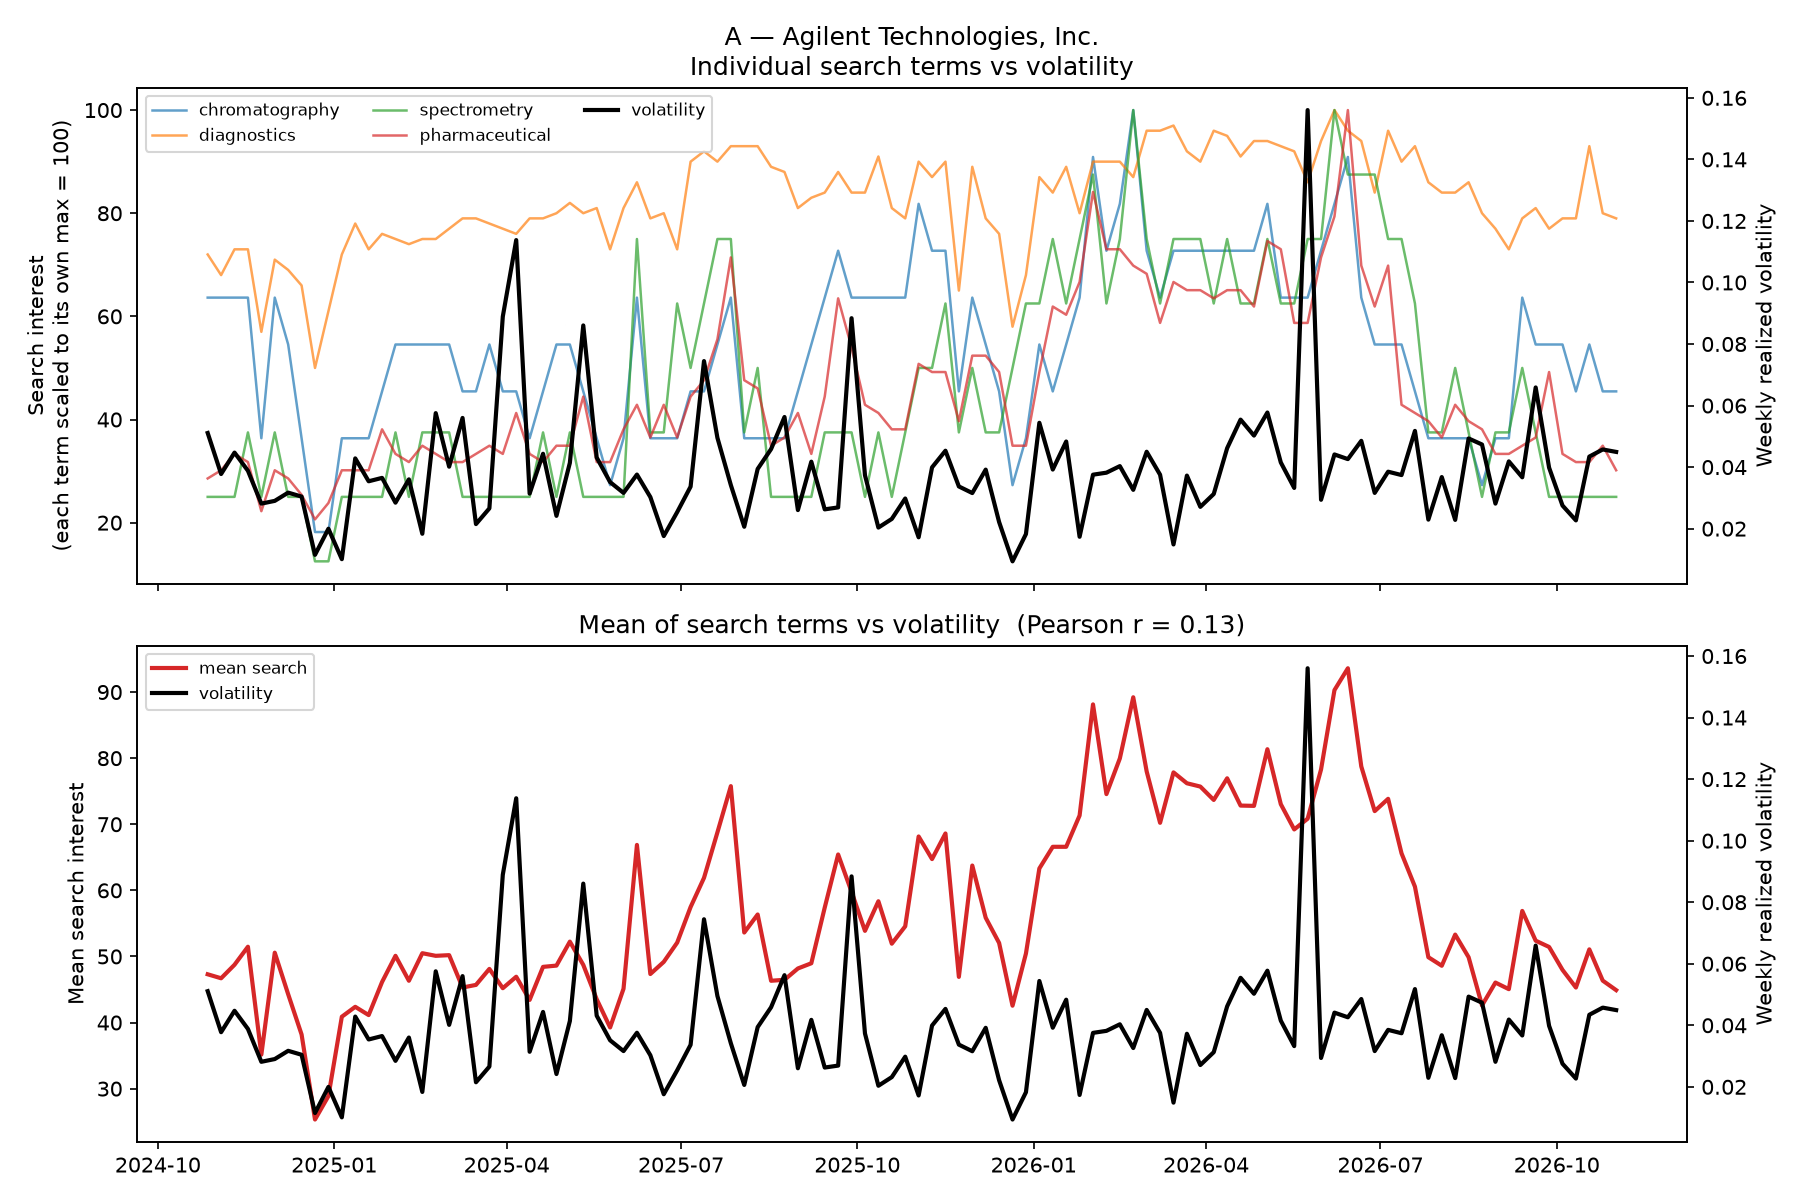 A — Agilent Technologies, Inc.
Individual search terms vs volatility
chromatography
diagnostics
spectrometry
pharmaceutical
volatility
Search interest
(each term scaled to its own max = 100)
100
80
60
40
20
0.16
0.14
0.12
0.10
0.08
0.06
0.04
0.02
Weekly realized volatility
Mean of search terms vs volatility (Pearson r = 0.13)
mean search
volatility
Mean search interest
90
80
70
60
50
40
30
0.16
0.14
0.12
0.10
0.08
0.06
0.04
0.02
Weekly realized volatility
2024-10 2025-01 2025-04 2025-07 2025-10 2026-01 2026-04 2026-07 2026-10